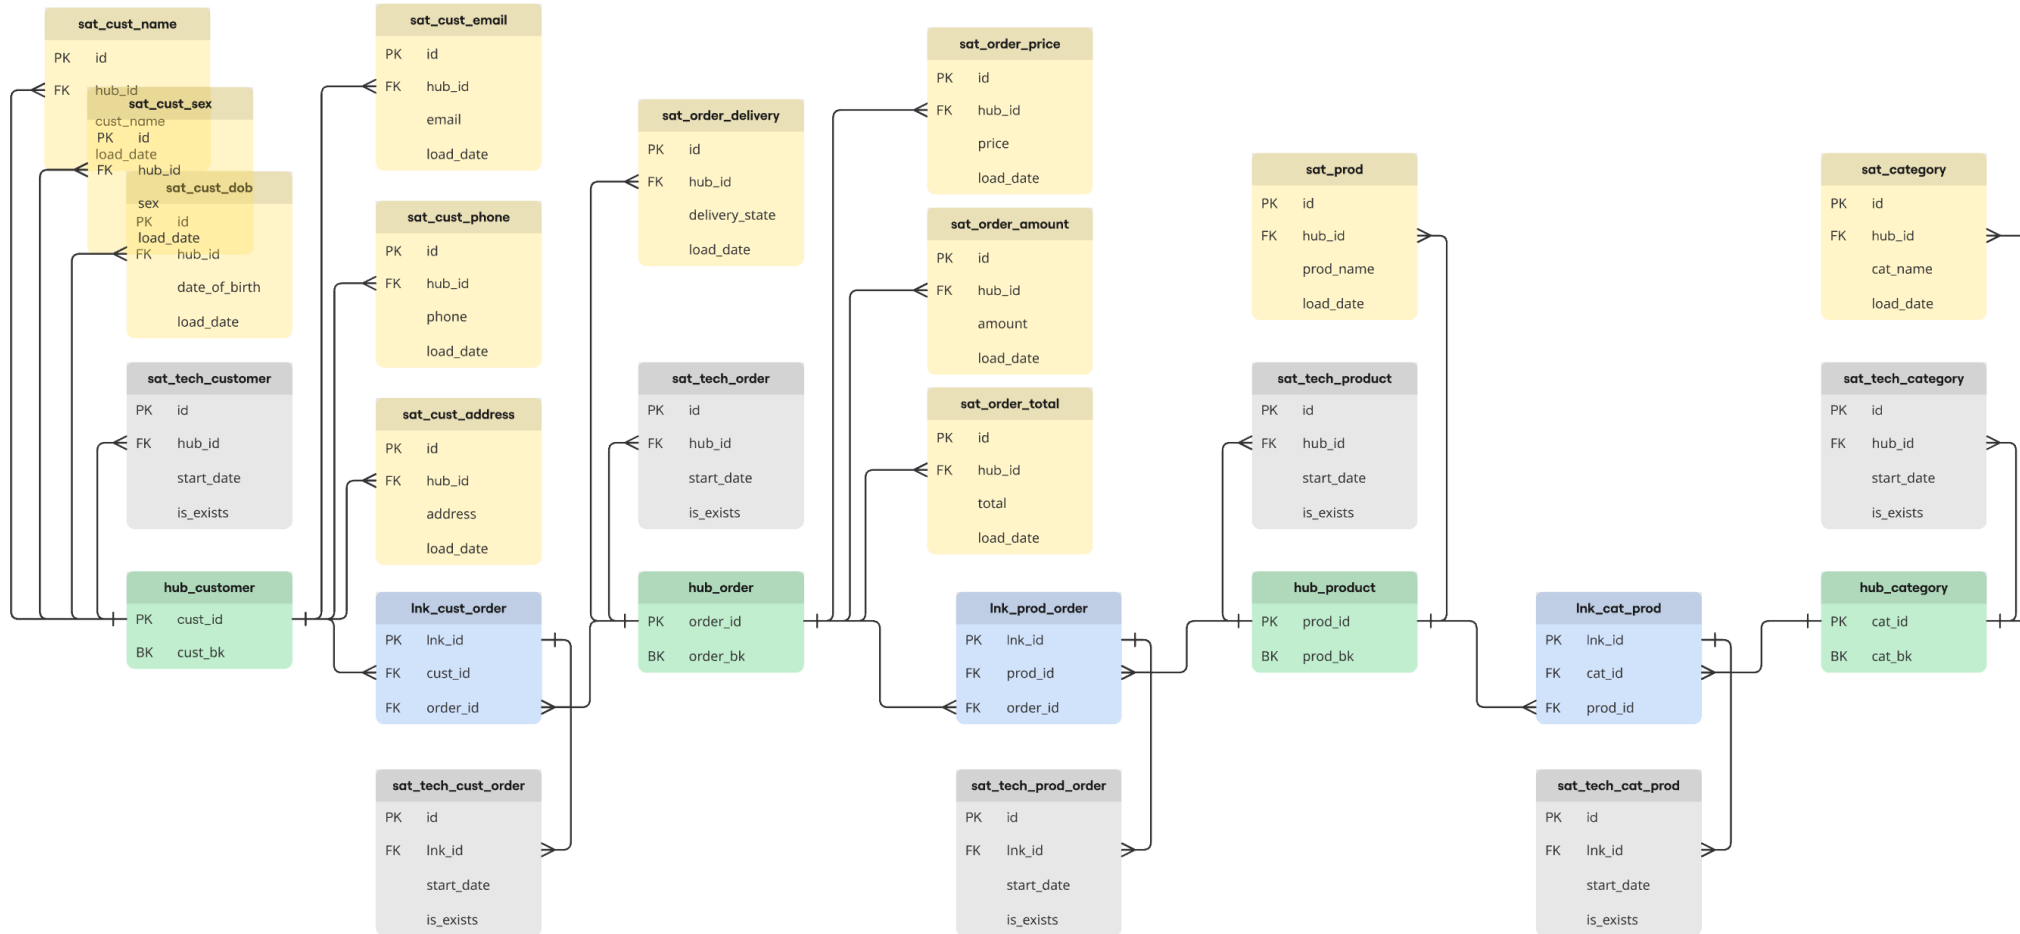 sat_cust_name
PK id
FK hub_id
cust_name
load_date
sat_cust_sex
PK id
FK hub_id
sex
load_date
sat_cust_dob
PK id
FK hub_id
date_of_birth
load_date
sat_tech_customer
PK id
FK hub_id
start_date
is_exists
hub_customer
PK cust_id
BK cust_bk
sat_cust_email
PK id
FK hub_id
email
load_date
sat_cust_phone
PK id
FK hub_id
phone
load_date
sat_cust_address
PK id
FK hub_id
address
load_date
lnk_cust_order
PK lnk_id
FK cust_id
FK order_id
sat_tech_cust_order
PK id
FK lnk_id
start_date
is_exists
sat_order_delivery
PK id
FK hub_id
delivery_state
load_date
sat_tech_order
PK id
FK hub_id
start_date
is_exists
hub_order
PK order_id
BK order_bk
sat_order_price
PK id
FK hub_id
price
load_date
sat_order_amount
PK id
FK hub_id
amount
load_date
sat_order_total
PK id
FK hub_id
total
load_date
lnk_prod_order
PK lnk_id
FK prod_id
FK order_id
sat_tech_prod_order
PK id
FK lnk_id
start_date
is_exists
sat_prod
PK id
FK hub_id
prod_name
load_date
sat_tech_product
PK id
FK hub_id
start_date
is_exists
hub_product
PK prod_id
BK prod_bk
lnk_cat_prod
PK lnk_id
FK cat_id
FK prod_id
sat_tech_cat_prod
PK id
FK lnk_id
start_date
is_exists
sat_category
PK id
FK hub_id
cat_name
load_date
sat_tech_category
PK id
FK hub_id
start_date
is_exists
hub_category
PK cat_id
BK cat_bk